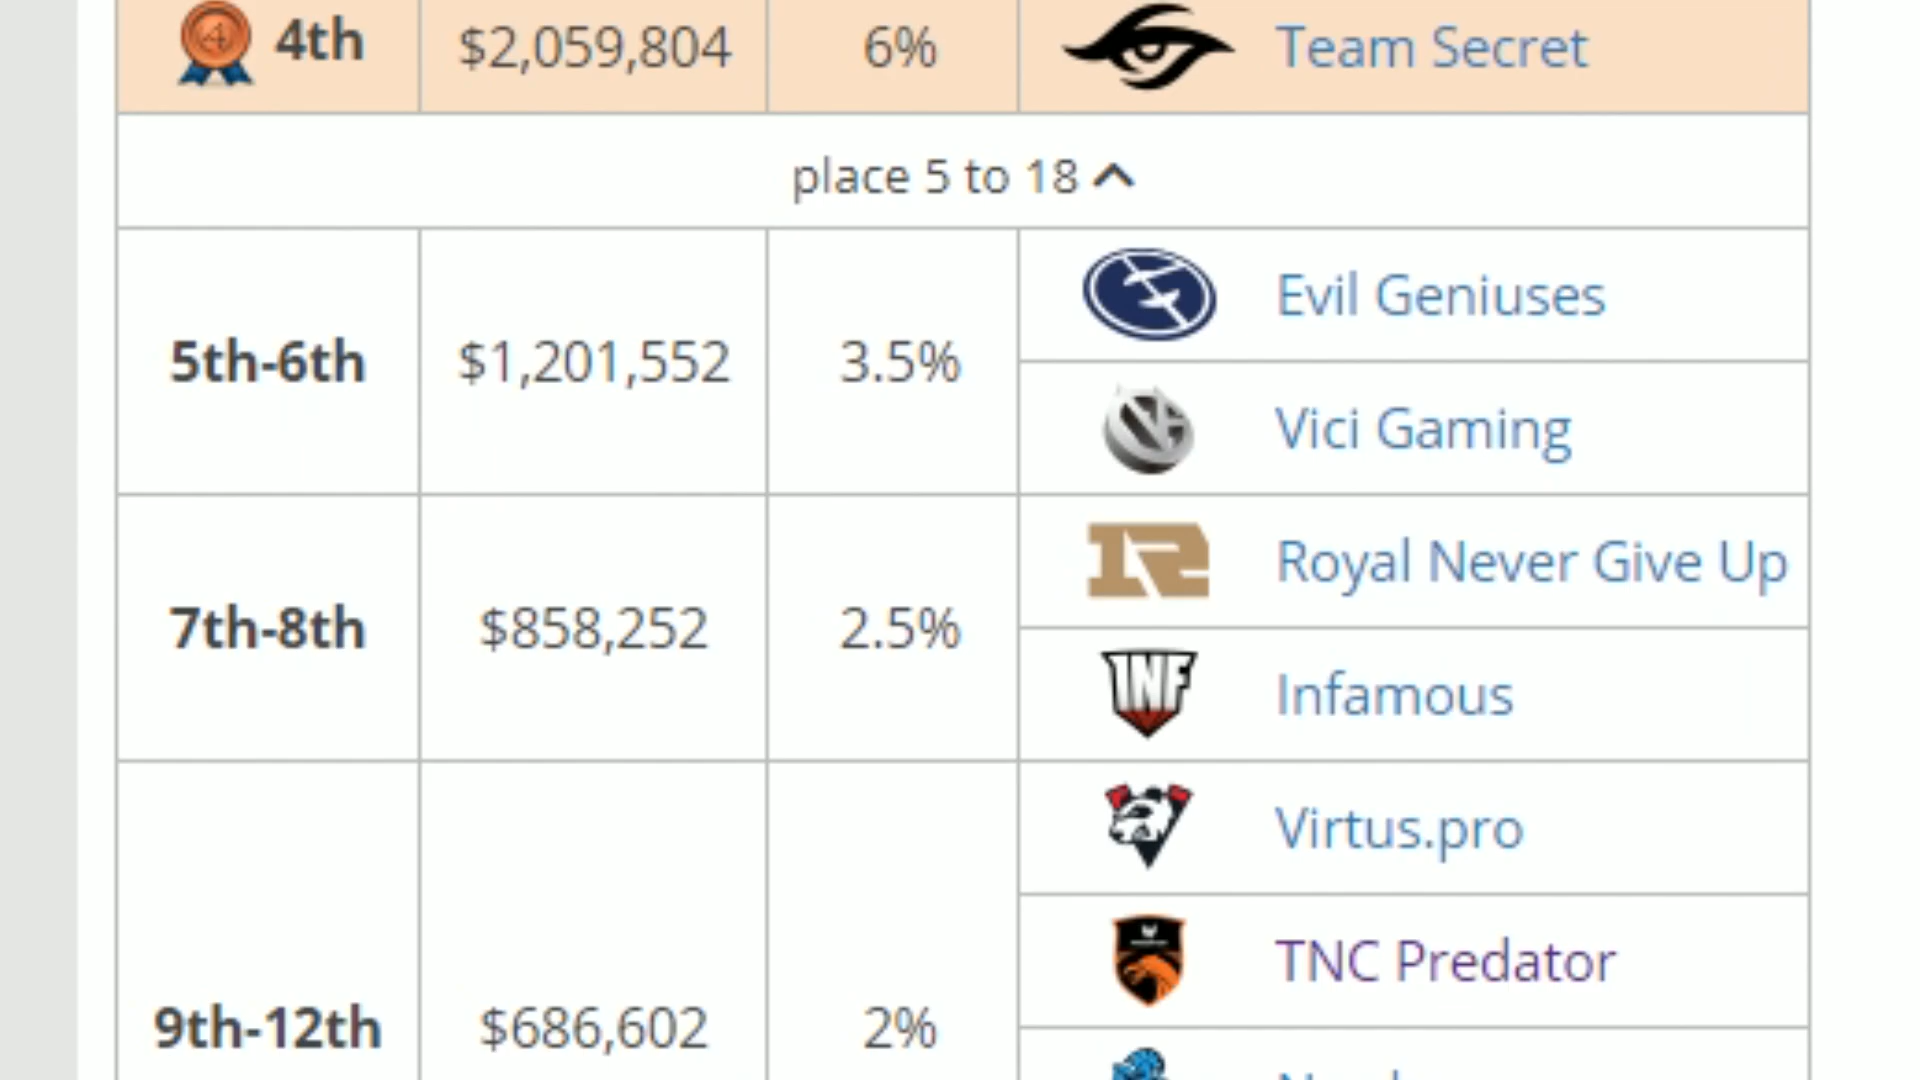 4th $2,059,804 6% Team Secret
place 5 to 18
5th-6th $1,201,552 3.5% Evil Geniuses
Vici Gaming
7th-8th $858,252 2.5% Royal Never Give Up
INF Infamous
Virtus.pro
TNC Predator
9th-12th $686,602 2%